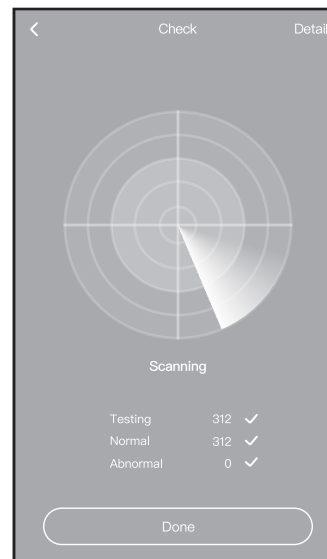 Check Detail
Scanning
Testing 312
Normal 312
Abnormal 0
Done